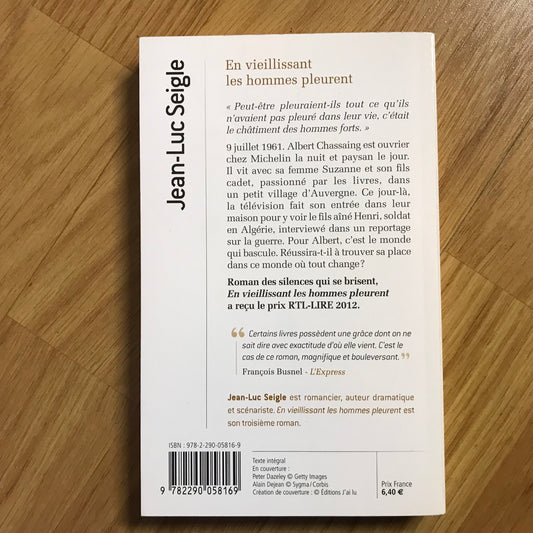 Jean-Luc Seigle
En vieillissant
les hommes pleurent
« Peut-être pleuraient-ils tout ce qu'ils
n'avaient pas pleuré dans leur vie, c'était
le châtiment des hommes forts. »
9 juillet 1961. Albert Chassaing est ouvrier
chez Michelin la nuit et paysan le jour.
Il vit avec sa femme Suzanne et son fils
cadet, passionné par les livres, dans
un petit village d'Auvergne. Ce jour-là,
la télévision fait son entrée dans leur
maison pour y voir le fils aîné Henri, soldat
en Algérie, interviewé dans un reportage
sur la guerre. Pour Albert, c'est le monde
qui bascule. Réussira-t-il à trouver sa place
dans ce monde où tout change ?
Roman des silences qui se brisent,
En vieillissant les hommes pleurent
a reçu le prix RTL-LIRE 2012.
“ Certains livres possèdent une grâce dont on ne
sait dire avec exactitude d'où elle vient. C'est le
cas de ce roman, magnifique et bouleversant. ”
François Busnel - L'Express
Jean-Luc Seigle est romancier, auteur dramatique
et scénariste. En vieillissant les hommes pleurent est
son troisième roman.
ISBN : 978-2-290-05816-9
9 782290 058169
Texte intégral
En couverture :
Peter Dazeley © Getty Images
Alain Dejean © Sygma/Corbis
Création de couverture : © Éditions J'ai lu
Prix France
6,40 €